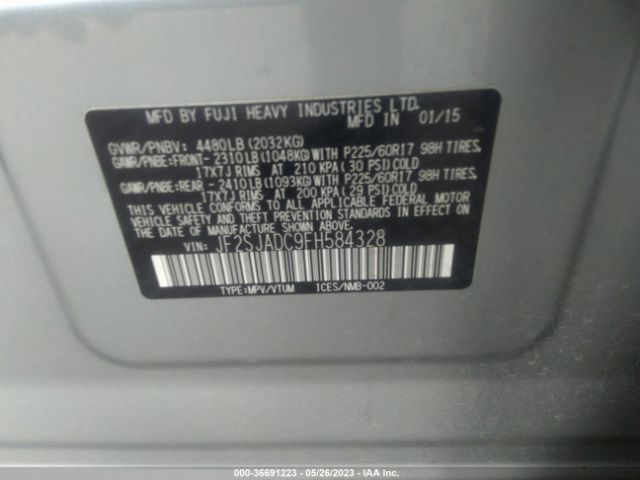 MFD BY FUJI HEAVY INDUSTRIES LTD.
MFD IN 01/15
GVWR/PNBV: 4480LB(2032KG)
GAWR/PNBE:FRONT-2310LB(1048KG)WITH P225/60R17 98H TIRES,
17X7J RIMS AT 210 KPA(30 PSI)COLD
GAWR/PNBE:REAR -2410LB(1093KG)WITH P225/60R17 98H TIRES,
17X7J RIMS AT 200 KPA(29 PSI)COLD
THIS VEHICLE CONFORMS TO ALL APPLICABLE FEDERAL MOTOR
VEHICLE SAFETY AND THEFT PREVENTION STANDARDS IN
EFFECT ON THE DATE OF MANUFACTURE SHOWN ABOVE.
VIN: JF2SJADC9FH584328
TYPE:MPV/VTUM ICES/NMB-002
000-36691223 - 05/26/2023 - IAA Inc.